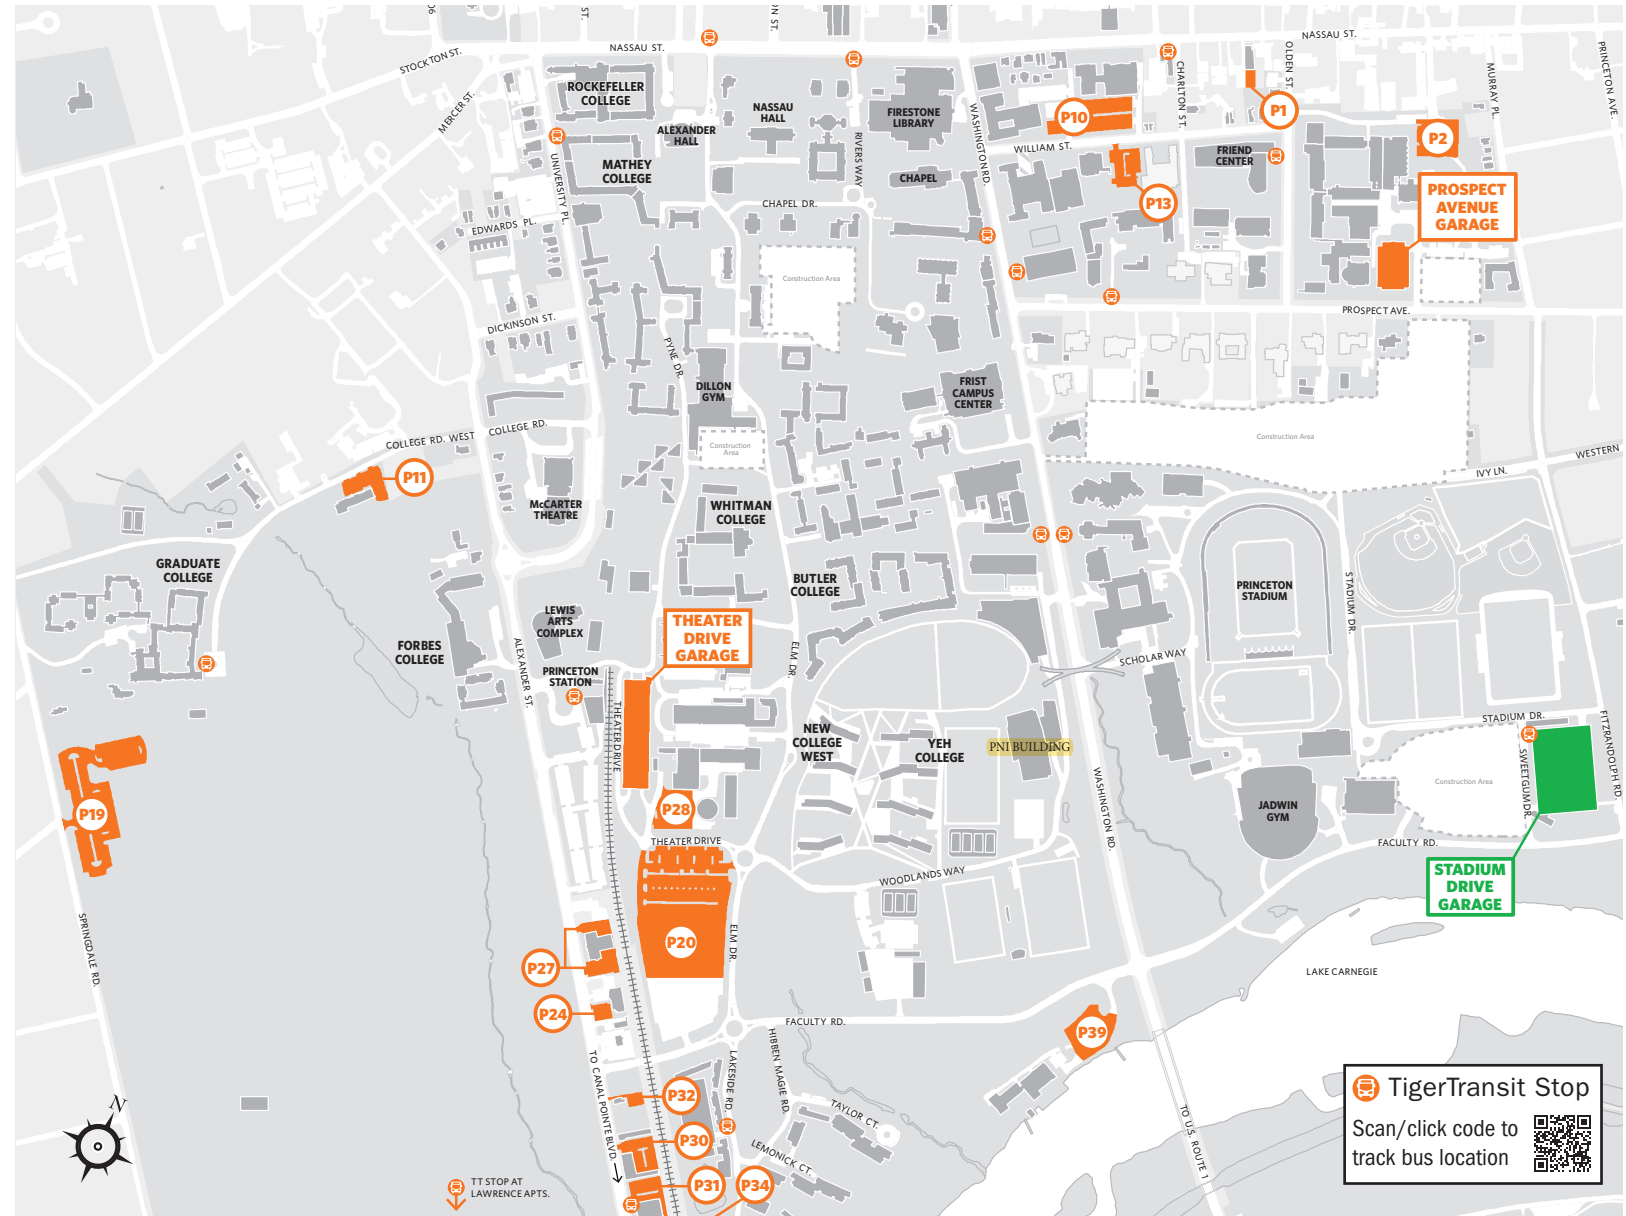 06
ST.
ON ST.
NASSAU ST.
NASSAU ST.
STOCKTON ST.
MERCER ST.
UNIVERSITY PL.
ROCKEFELLER
COLLEGE
ALEXANDER
HALL
NASSAU
HALL
FIRESTONE
LIBRARY
MATHEY
COLLEGE
CHAPEL
RIVERS WAY
WASHINGTON RD.
CHARLTON ST.
OLDEN ST.
MURRAY PL.
PRINCETON AVE.
P10
P1
P2
WILLIAM ST.
FRIEND
CENTER
P13
PROSPECT
AVENUE
GARAGE
CHAPEL DR.
EDWARDS PL.
Construction Area
DICKINSON ST.
PROSPECT AVE.
PYNE DR.
DILLON
GYM
FRIST
CAMPUS
CENTER
Construction
Area
Construction Area
COLLEGE RD. WEST
COLLEGE RD.
P11
McCARTER
THEATRE
WHITMAN
COLLEGE
IVY LN.
WESTERN
GRADUATE
COLLEGE
BUTLER
COLLEGE
PRINCETON
STADIUM
STADIUM DR.
LEWIS
ARTS
COMPLEX
THEATER
DRIVE
GARAGE
FORBES
COLLEGE
ALEXANDER ST.
PRINCETON
STATION
ELM DR.
SCHOLAR WAY
THEATER DRIVE
NEW
COLLEGE
WEST
YEH
COLLEGE
PNI BUILDING
STADIUM DR.
FITZRANDOLPH RD.
SWEETGUM DR.
Construction Area
WASHINGTON RD.
P19
P28
JADWIN
GYM
THEATER DRIVE
FACULTY RD.
WOODLANDS WAY
STADIUM
DRIVE
GARAGE
SPRINGDALE RD.
P20
ELM DR.
P27
P24
LAKE CARNEGIE
FACULTY RD.
P39
TO CANAL POINTE BLVD.
LAKESIDE RD.
HIBBEN MAGIE RD.
P32
TAYLOR CT.
P30
LEMONICK CT.
P31
P34
TO U.S. ROUTE 1
N
TT STOP AT
LAWRENCE APTS.
TigerTransit Stop
Scan/click code to
track bus location